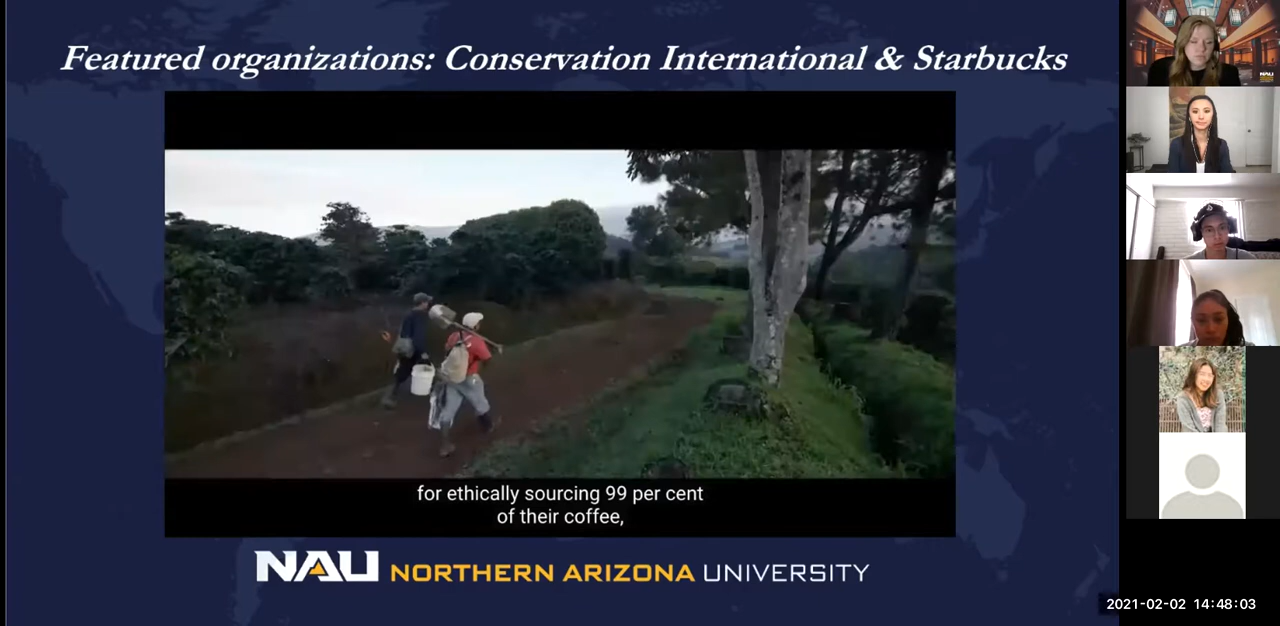 Featured organizations: Conservation International & Starbucks
for ethically sourcing 99 per cent
of their coffee,
NAU NORTHERN ARIZONA UNIVERSITY
NAU
2021-02-02 14:48:03